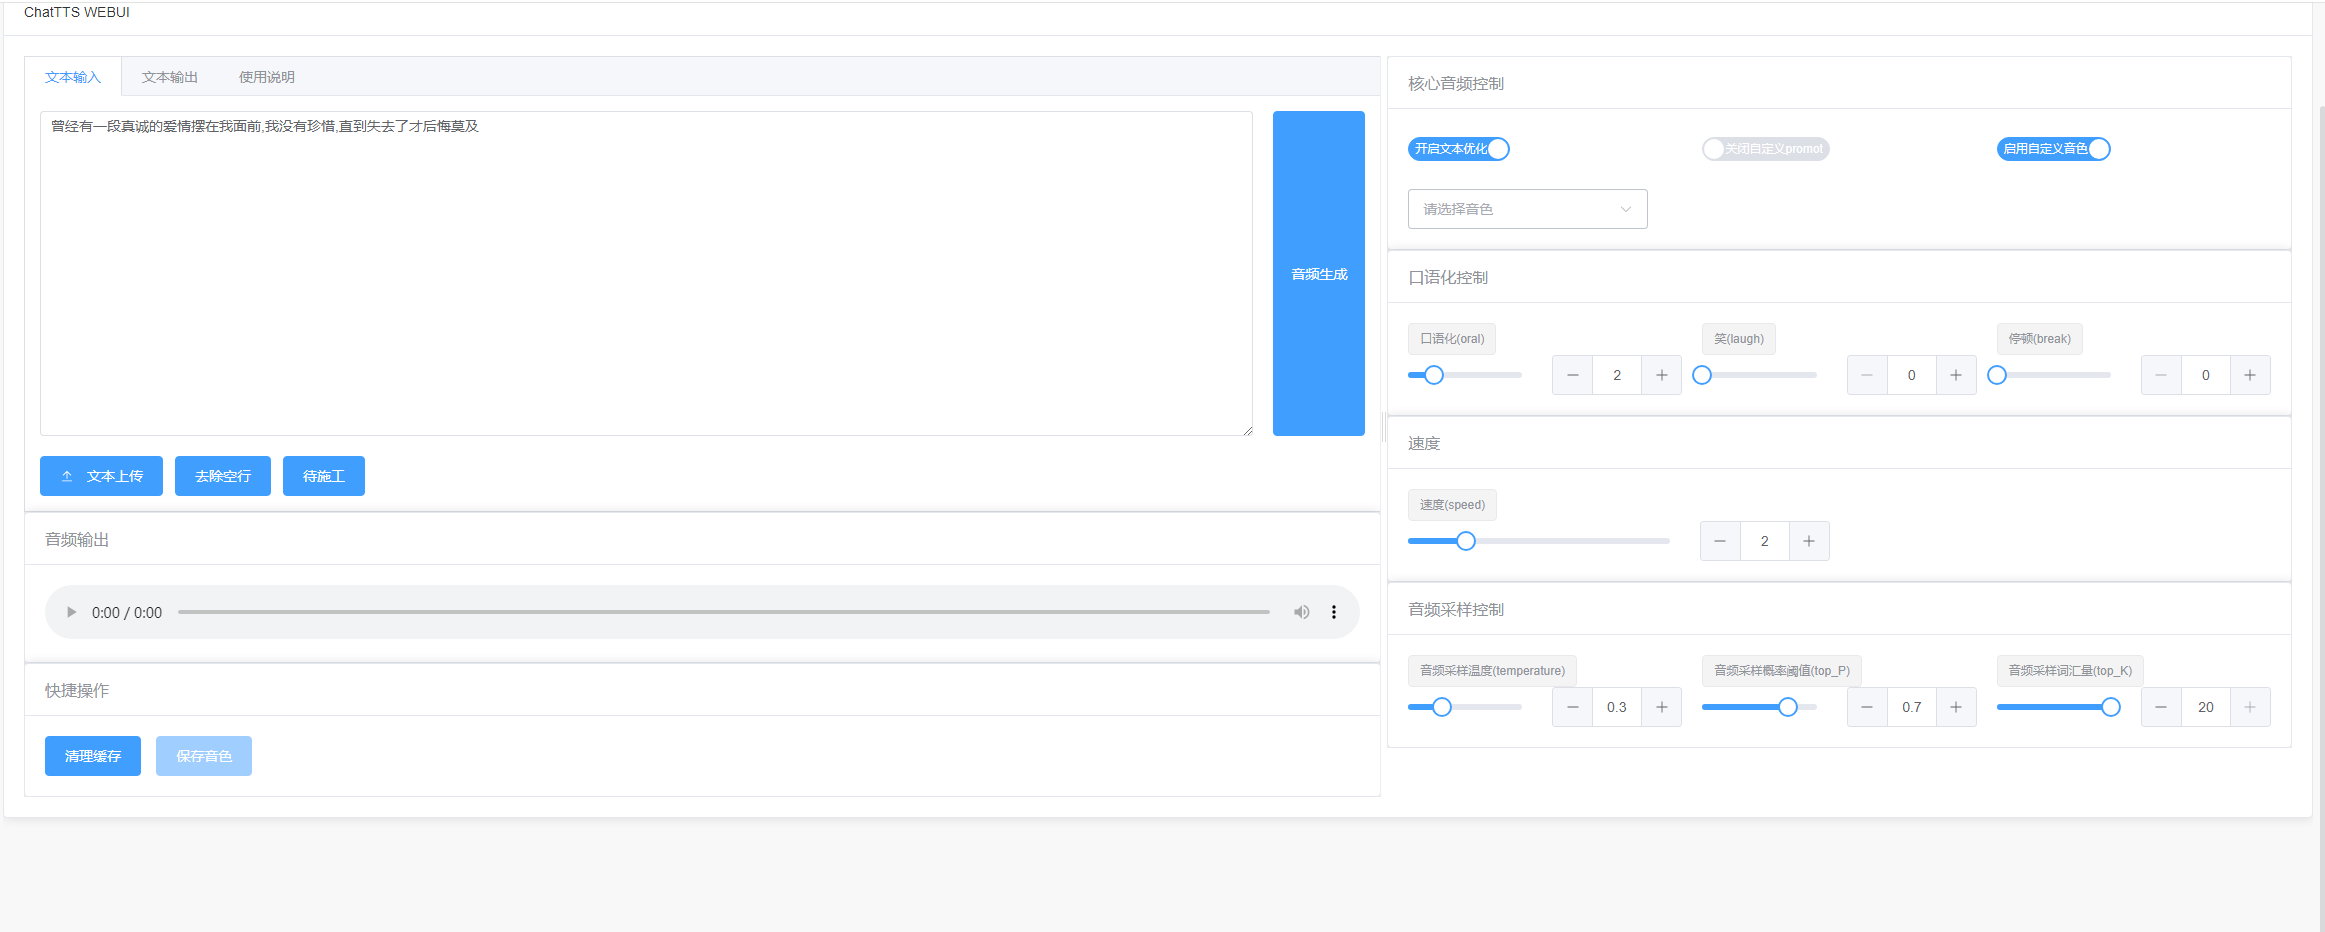 ChatTTS WEBUI
文本输入 文本输出 使用说明
曾经有一段真诚的爱情摆在我面前,我没有珍惜,直到失去了才后悔莫及
音频生成
文本上传 去除空行 待施工
音频输出
0:00 / 0:00
快捷操作
清理缓存 保存音色
核心音频控制
开启文本优化 关闭自定义promot 启用自定义音色
请选择音色
口语化控制
口语化(oral) 笑(laugh) 停顿(break)
2 0 0
速度
速度(speed)
2
音频采样控制
音频采样温度(temperature) 音频采样概率阈值(top_P) 音频采样词汇量(top_K)
0.3 0.7 20